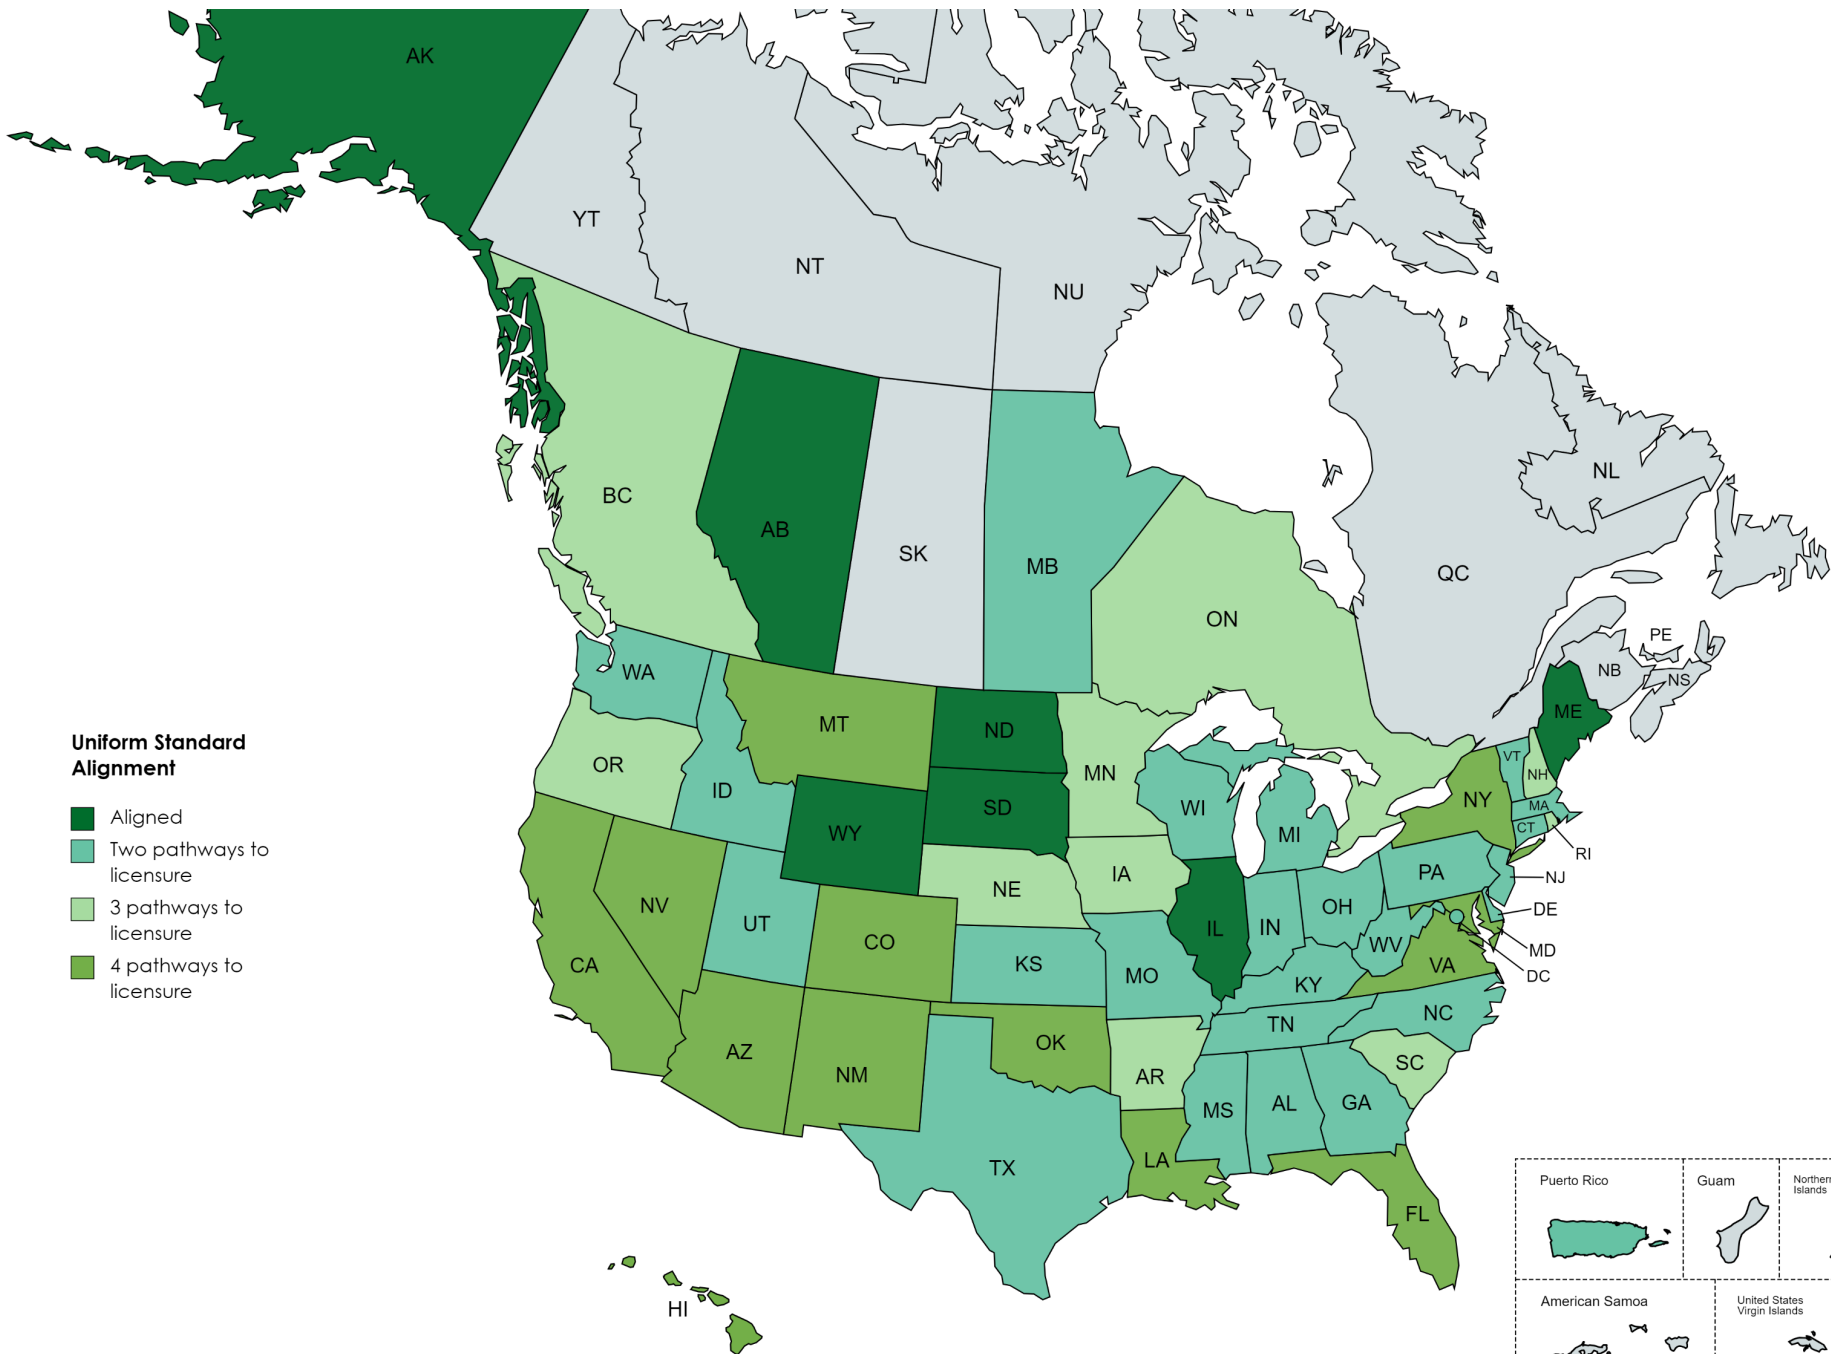 AK
YT
NT
NU
BC
AB
SK
MB
ON
QC
NL
PE
NB
NS
ME
WA
MT
ND
MN
OR
ID
SD
WI
MI
NY
VT
NH
MA
CT
RI
WY
NE
IA
PA
NJ
NV
UT
CO
KS
MO
IL
IN
OH
WV
DE
MD
DC
VA
CA
KY
NC
TN
AZ
NM
OK
AR
SC
MS
AL
GA
TX
LA
FL
HI
Uniform Standard
Alignment
Aligned
Two pathways to
licensure
3 pathways to
licensure
4 pathways to
licensure
Puerto Rico
Guam
Northern
Islands
American Samoa
United States
Virgin Islands